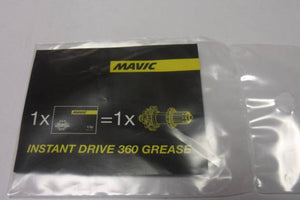 MAVIC
1x =1x
INSTANT DRIVE 360 GREASE